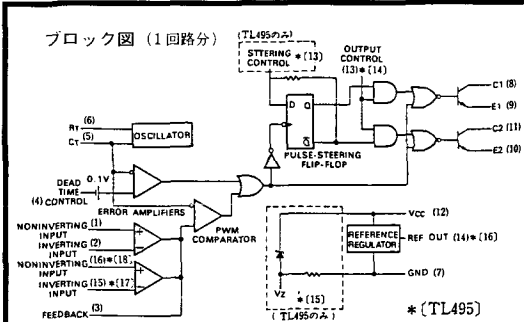 ブロック図 (1回路分)
(TL495のみ)
STTERING
CONTROL *(13)
OUTPUT
CONTROL
(13)*(14)
C1 (8)
E1 (9)
C2 (11)
E2 (10)
D Q
Q
PULSE-STEERING
FLIP-FLOP
(6)
RT
(5)
CT
OSCILLATOR
0.1V
DEAD
TIME
(4) CONTROL
ERROR AMPLIFIERS
PWM
COMPARATOR
NONINVERTING (1)
INPUT
INVERTING (2)
INPUT
NONINVERTING (16)*(18)
INPUT
INVERTING (15)*(17)
INPUT
(3)
FEEDBACK
VCC (12)
REFERENCE
REGULATOR
REF OUT (14)*(16)
GND (7)
VZ
*(15)
(TL495のみ)
*(TL495)